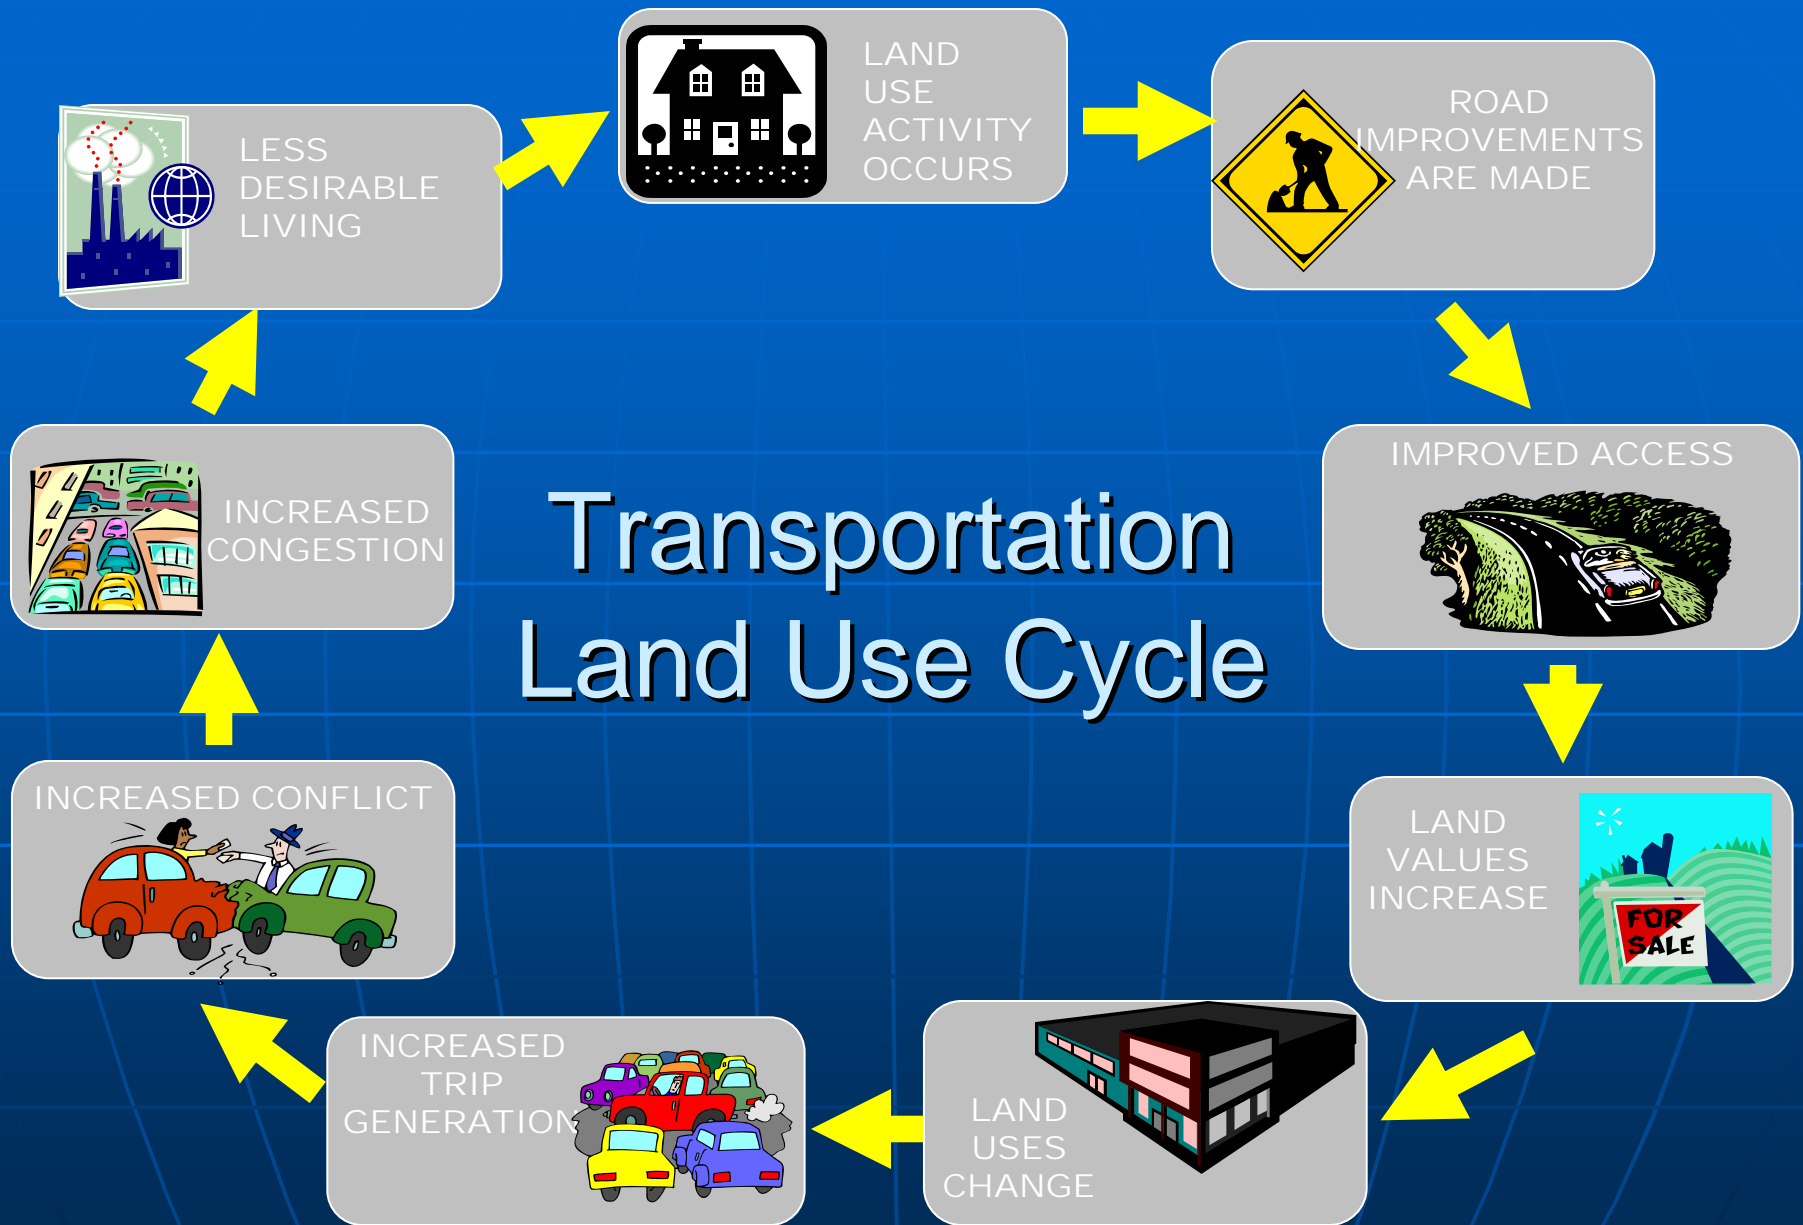 LAND
USE
ACTIVITY
OCCURS
ROAD
IMPROVEMENTS
ARE MADE
IMPROVED ACCESS
LAND
VALUES
INCREASE
FOR
SALE
LAND
USES
CHANGE
INCREASED
TRIP
GENERATION
INCREASED CONFLICT
INCREASED
CONGESTION
LESS
DESIRABLE
LIVING
Transportation
Land Use Cycle